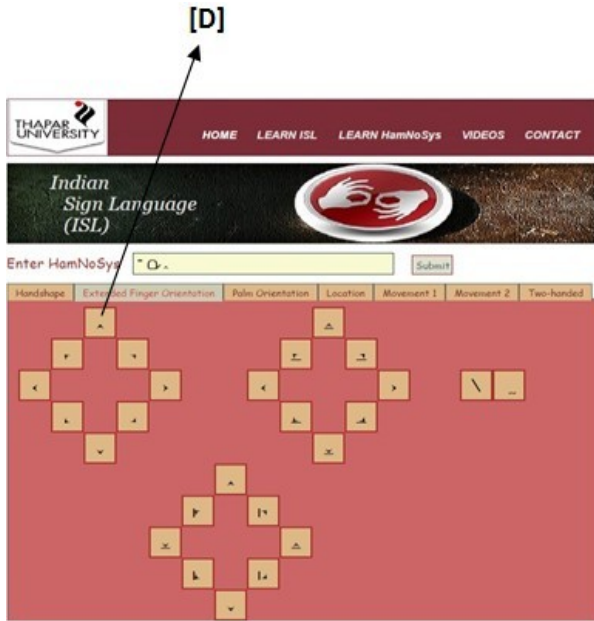 [D]
THAPAR
UNIVERSITY
HOME LEARN ISL LEARN HamNoSys VIDEOS CONTACT
Indian
Sign Language
(ISL)
Enter HamNoSys
Submit
Handshape Extended Finger Orientation Palm Orientation Location Movement 1 Movement 2 Two-handed